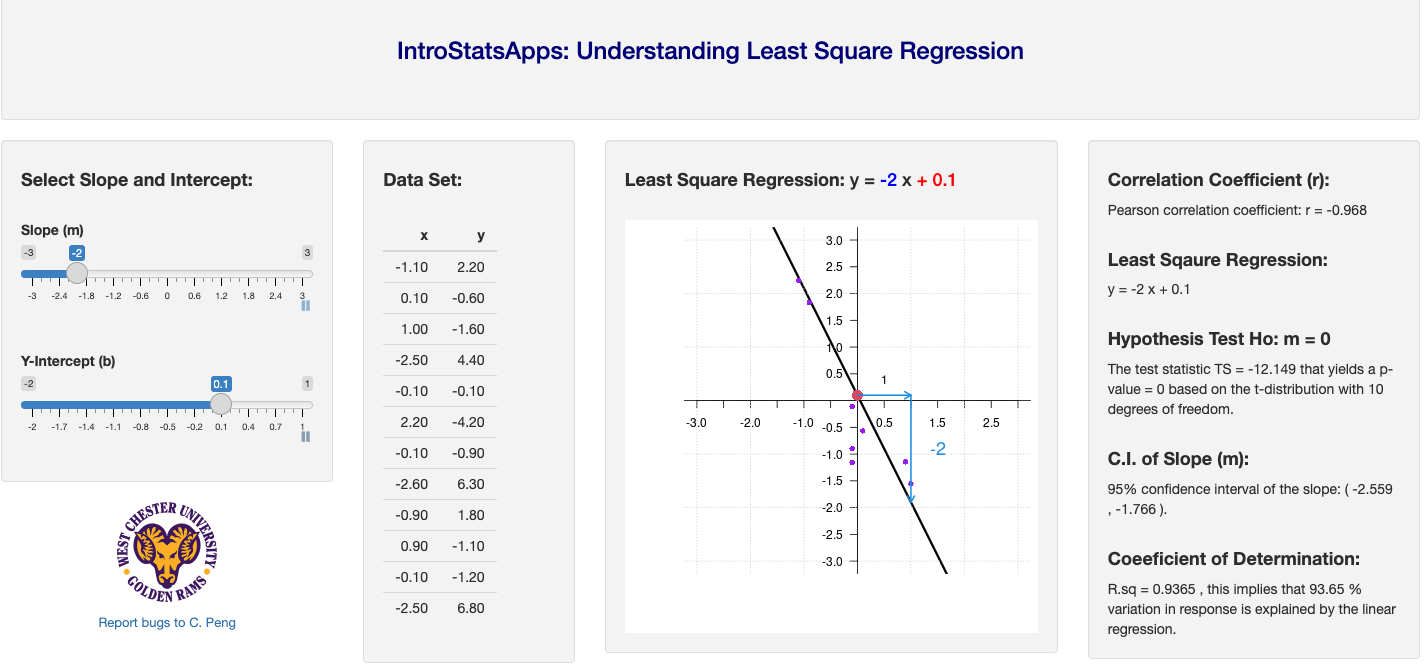 IntroStatsApps: Understanding Least Square Regression
Select Slope and Intercept:
Slope (m)
-3 -2 3
-3 -2.4 -1.8 -1.2 -0.6 0 0.6 1.2 1.8 2.4 3
Y-Intercept (b)
-2 0.1 1
-2 -1.7 -1.4 -1.1 -0.8 -0.5 -0.2 0.1 0.4 0.7 1
WEST CHESTER UNIVERSITY
GOLDEN RAMS
Report bugs to C. Peng
Data Set:
x y
-1.10 2.20
0.10 -0.60
1.00 -1.60
-2.50 4.40
-0.10 -0.10
2.20 -4.20
-0.10 -0.90
-2.60 6.30
-0.90 1.80
0.90 -1.10
-0.10 -1.20
-2.50 6.80
Least Square Regression: y = -2 x + 0.1
3.0
2.5
2.0
1.5
1.0
0.5
1
-3.0 -2.0 -1.0 0.5 1.5 2.5
-0.5
-1.0
-2
-1.5
-2.0
-2.5
-3.0
Correlation Coefficient (r):
Pearson correlation coefficient: r = -0.968
Least Sqaure Regression:
y = -2 x + 0.1
Hypothesis Test Ho: m = 0
The test statistic TS = -12.149 that yields a p-
value = 0 based on the t-distribution with 10
degrees of freedom.
C.I. of Slope (m):
95% confidence interval of the slope: ( -2.559
, -1.766 ).
Coeeficient of Determination:
R.sq = 0.9365 , this implies that 93.65 %
variation in response is explained by the linear
regression.